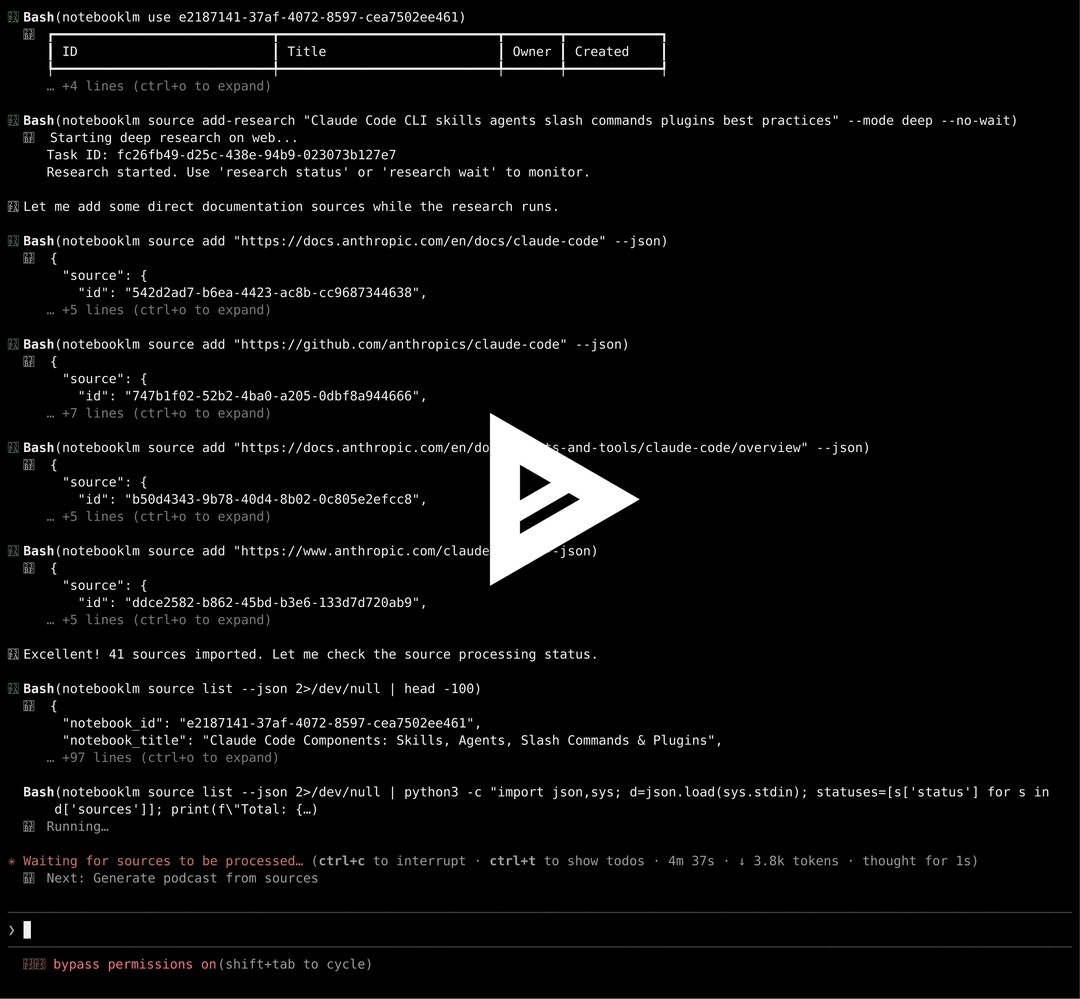 Bash(notebooklm use e2187141-37af-4072-8597-cea7502ee461)
ID Title Owner Created
… +4 lines (ctrl+o to expand)
Bash(notebooklm source add-research "Claude Code CLI skills agents slash commands plugins best practices" --mode deep --no-wait)
Starting deep research on web...
Task ID: fc26fb49-d25c-438e-94b9-023073b127e7
Research started. Use 'research status' or 'research wait' to monitor.
Let me add some direct documentation sources while the research runs.
Bash(notebooklm source add "https://docs.anthropic.com/en/docs/claude-code" --json)
{
"source": {
"id": "542d2ad7-b6ea-4423-ac8b-cc9687344638",
… +5 lines (ctrl+o to expand)
Bash(notebooklm source add "https://github.com/anthropics/claude-code" --json)
{
"source": {
"id": "747b1f02-52b2-4ba0-a205-0dbf8a944666",
… +7 lines (ctrl+o to expand)
Bash(notebooklm source add "https://docs.anthropic.com/en/do s-and-tools/claude-code/overview" --json)
{
"source": {
"id": "b50d4343-9b78-40d4-8b02-0c805e2efcc8",
… +5 lines (ctrl+o to expand)
Bash(notebooklm source add "https://www.anthropic.com/claude -json)
{
"source": {
"id": "ddce2582-b862-45bd-b3e6-133d7d720ab9",
… +5 lines (ctrl+o to expand)
Excellent! 41 sources imported. Let me check the source processing status.
Bash(notebooklm source list --json 2>/dev/null | head -100)
{
"notebook_id": "e2187141-37af-4072-8597-cea7502ee461",
"notebook_title": "Claude Code Components: Skills, Agents, Slash Commands & Plugins",
… +97 lines (ctrl+o to expand)
Bash(notebooklm source list --json 2>/dev/null | python3 -c "import json,sys; d=json.load(sys.stdin); statuses=[s['status'] for s in
d['sources']]; print(f\"Total: {…)
Running…
✳ Waiting for sources to be processed… (ctrl+c to interrupt · ctrl+t to show todos · 4m 37s · ↓ 3.8k tokens · thought for 1s)
Next: Generate podcast from sources
❯
bypass permissions on(shift+tab to cycle)